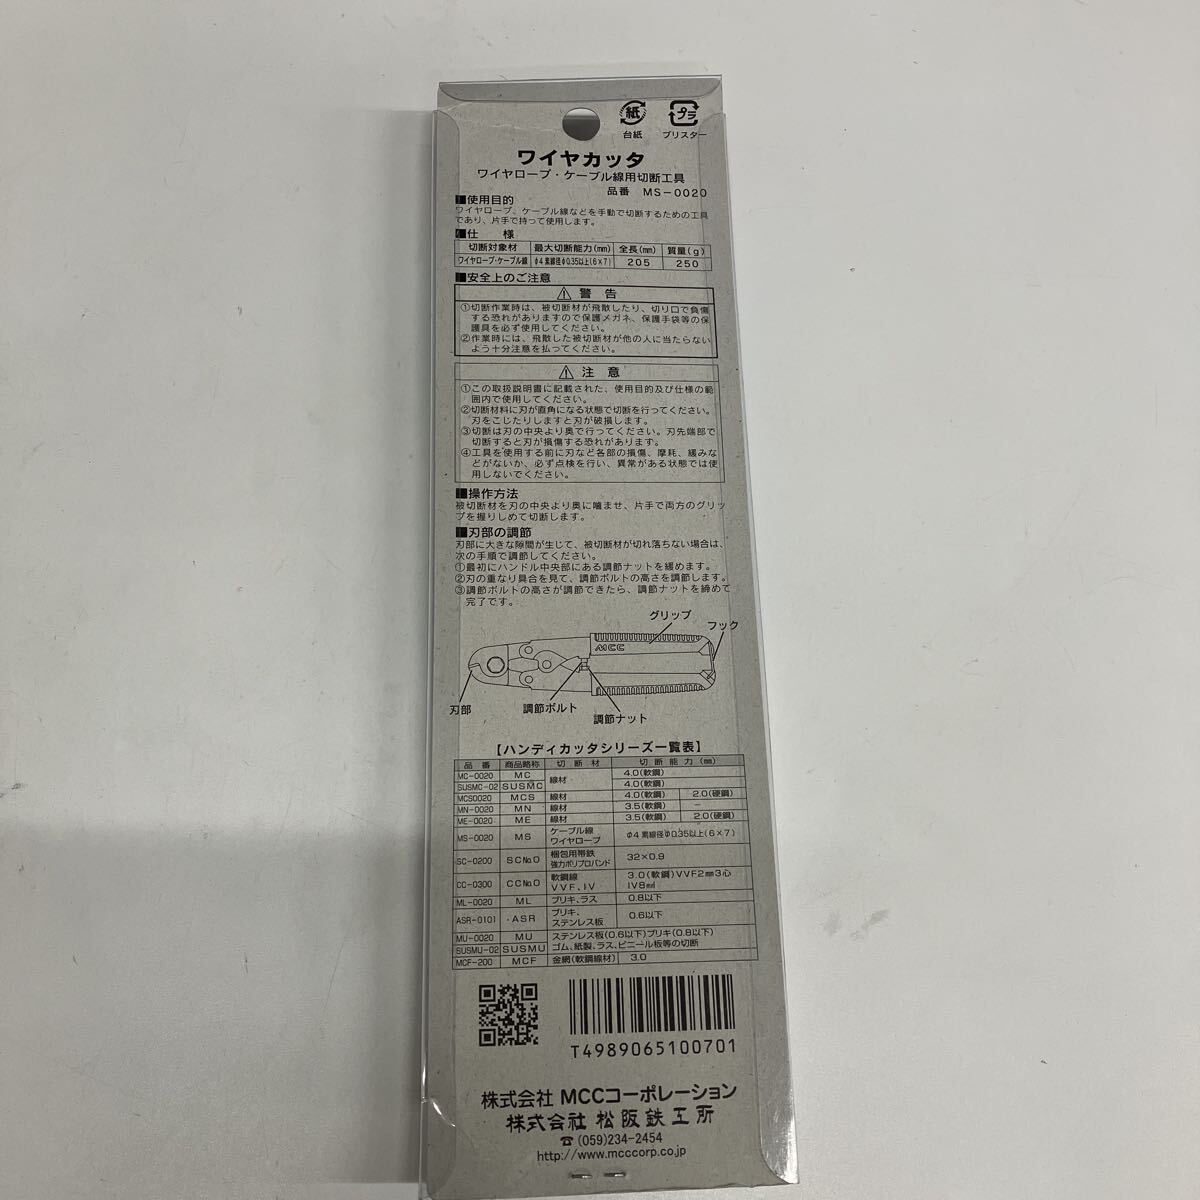 紙
プラ
台紙
ブリスター
ワイヤカッタ
ワイヤロープ・ケーブル線用切断工具
品番 MS-0020
■使用目的
ワイヤロープ、ケーブル線などを手動で切断するための工具
であり、片手で持って使用します。
■仕 様
切断対象材 最大切断能力(mm) 全長(mm) 質量(g)
ワイヤロープ・ケーブル線 φ4 素線径φ0.35以上(6×7) 205 250
■安全上のご注意
⚠ 警 告
①切断作業時は、被切断材が飛散したり、切り口で負傷
する恐れがありますので保護メガネ、保護手袋等の保
護具を必ず使用してください。
②作業時には、飛散した被切断材が他の人に当たらない
よう十分注意を払ってください。
⚠ 注 意
①この取扱説明書に記載された、使用目的及び仕様の範
囲内で使用してください。
②切断材料に刃が直角になる状態で切断を行ってください。
刃をこじたりしますと刃が破損します。
③切断は刃の中央より奥で行ってください。刃先端部で
切断すると刃が損傷する恐れがあります。
④工具を使用する前に刃など各部の損傷、摩耗、緩みな
どがないか、必ず点検を行い、異常がある状態では使
用しないでください。
■操作方法
被切断材を刃の中央より奥に噛ませ、片手で両方のグリッ
プを握りしめて切断します。
■刃部の調節
刃部に大きな隙間が生じて、被切断材が切れ落ちない場合は、
次の手順で調節してください。
①最初にハンドル中央部にある調節ナットを緩めます。
②刃の重なり具合を見て、調節ボルトの高さを調節します。
③調節ボルトの高さが調節できたら、調節ナットを締めて
完了です。
グリップ
フック
MCC
刃部
調節ボルト
調節ナット
【ハンディカッタシリーズ一覧表】
品 番 商品略称 切 断 材 切 断 能 力 (mm)
MC-0020 MC 線材 4.0(軟鋼)
SUSMC-02 SUSMC 4.0(軟鋼)
MCS0020 MCS 線材 4.0(軟鋼) 2.0(硬鋼)
MN-0020 MN 線材 3.5(軟鋼) −
ME-0020 ME 線材 3.5(軟鋼) 2.0(硬鋼)
MS-0020 MS ケーブル線 ワイヤロープ φ4 素線径φ0.35以上(6×7)
SC-0200 SC№0 梱包用帯鉄 強力ポリプロバンド 32×0.9
CC-0300 CC№0 軟鋼線 VVF、IV 3.0(軟鋼)VVF2㎜3心 IV8㎟
ML-0020 ML ブリキ、ラス 0.8以下
ASR-0101 ・ASR ブリキ、ステンレス板 0.6以下
MU-0020 MU ステンレス板(0.6以下)ブリキ(0.8以下)
SUSMU-02 SUSMU ゴム、紙製、ラス、ビニール板等の切断
MCF-200 MCF 金網(軟鋼線材) 3.0
T4989065100701
株式会社 MCCコーポレーション
株式会社 松阪鉄工所
☎(059)234-2454
http://www.mcccorp.co.jp